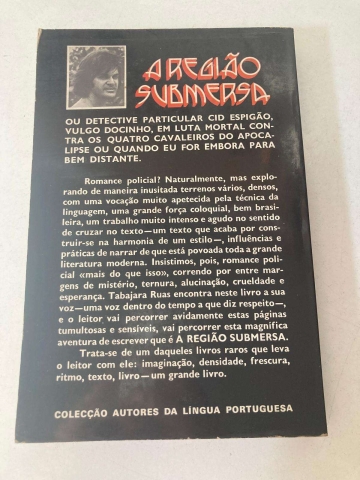 A REGIÃO
SUBMERSA
OU DETECTIVE PARTICULAR CID ESPIGÃO,
VULGO DOCINHO, EM LUTA MORTAL CON-
TRA OS QUATRO CAVALEIROS DO APOCA-
LIPSE OU QUANDO EU FOR EMBORA PARA
BEM DISTANTE.
Romance policial? Naturalmente, mas explo-
rando de maneira inusitada terrenos vários, densos,
com uma vocação muito apetecida pela técnica da
linguagem, uma grande força coloquial, bem brasi-
leira, um trabalho muito intenso e agudo no sentido
de cruzar no texto—um texto que acaba por cons-
truir-se na harmonia de um estilo—, influências e
práticas de narrar de que está povoada toda a grande
literatura moderna. Insistimos, pois, romance poli-
cial «mais do que isso», correndo por entre mar-
gens de mistério, ternura, alucinação, crueldade e
esperança. Tabajara Ruas encontra neste livro a sua
voz—uma voz dentro do tempo a que diz respeito—,
e o leitor vai percorrer avidamente estas páginas
tumultosas e sensíveis, vai percorrer esta magnífica
aventura de escrever que é A REGIÃO SUBMERSA.
Trata-se de um daqueles livros raros que leva
o leitor com ele: imaginação, densidade, frescura,
ritmo, texto, livro—um grande livro.
COLECÇÃO AUTORES DA LÍNGUA PORTUGUESA